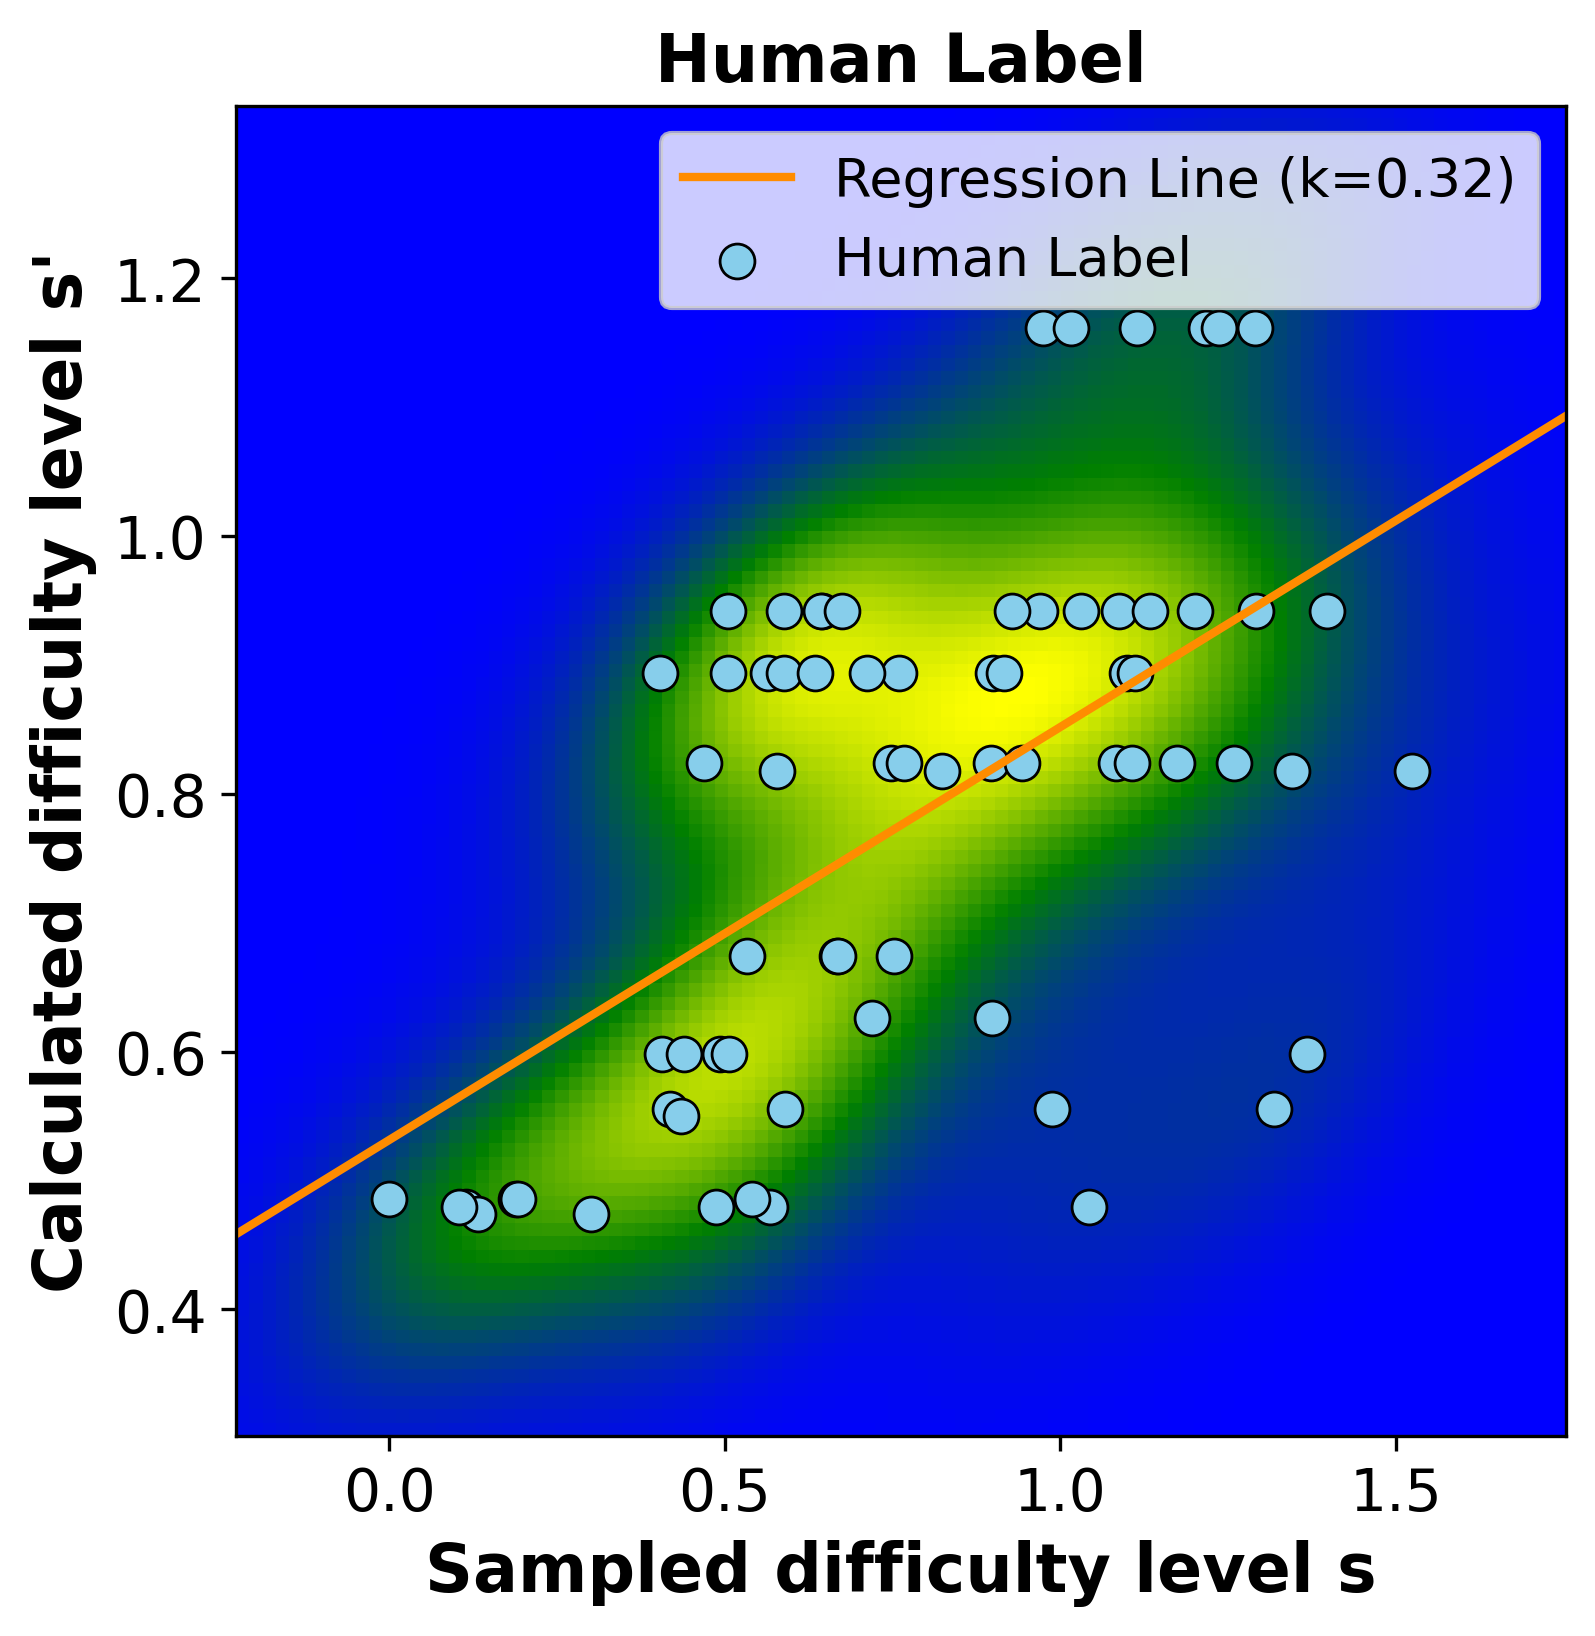 Human Label
Regression Line (k=0.32)
Human Label
Calculated difficulty level s'
1.2
1.0
0.8
0.6
0.4
0.0 0.5 1.0 1.5
Sampled difficulty level s